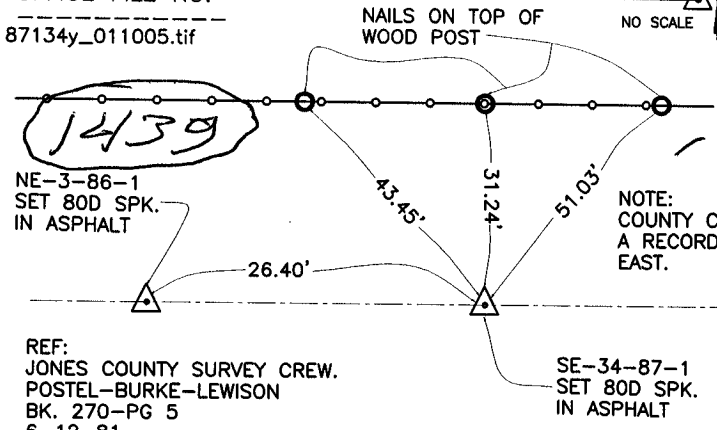 87134y_011005.tif
NAILS ON TOP OF
WOOD POST
NO SCALE
1439
NE-3-86-1
SET 80D SPK.
IN ASPHALT
43.45'
31.24'
51.03'
NOTE:
COUNTY C
A RECORD
EAST.
26.40'
REF:
JONES COUNTY SURVEY CREW.
POSTEL-BURKE-LEWISON
BK. 270-PG 5
SE-34-87-1
SET 80D SPK.
IN ASPHALT